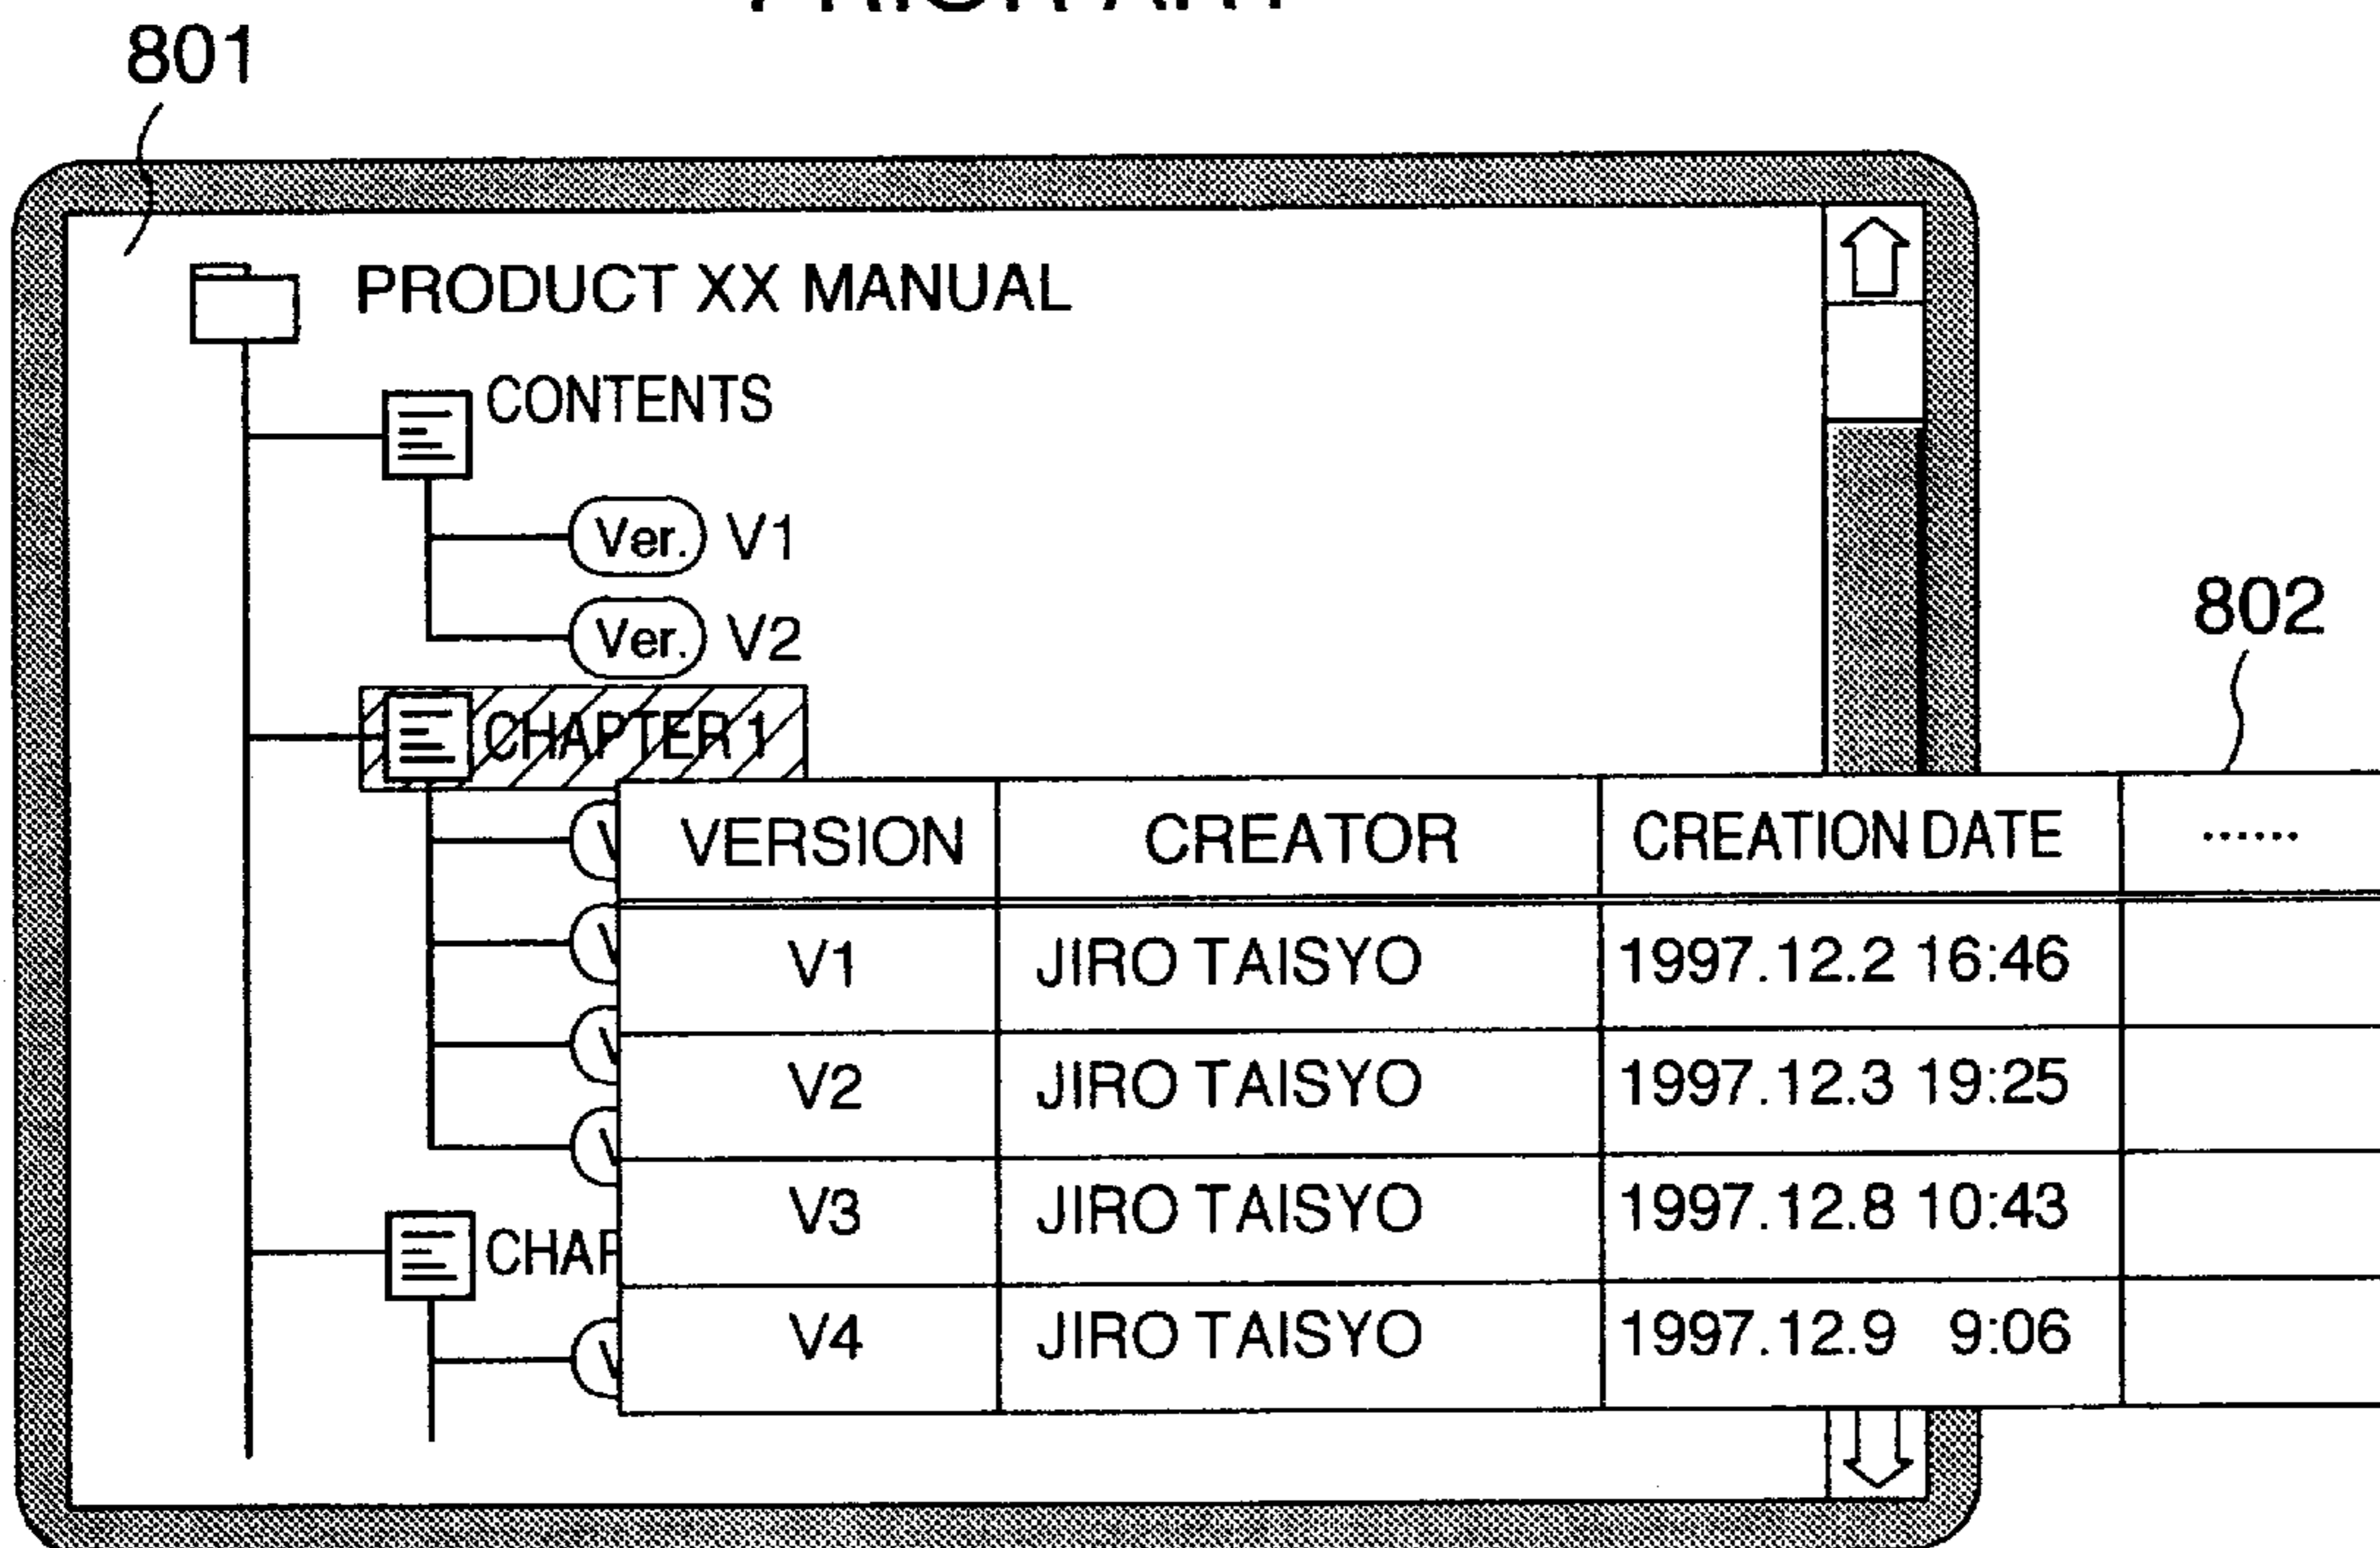 PRIOR ART
801
PRODUCT XX MANUAL
CONTENTS
Ver. V1
Ver. V2
802
CHAPTER 1
VERSION CREATOR CREATION DATE ......
V1 JIRO TAISYO 1997.12.2 16:46
V2 JIRO TAISYO 1997.12.3 19:25
V3 JIRO TAISYO 1997.12.8 10:43
V4 JIRO TAISYO 1997.12.9 9:06